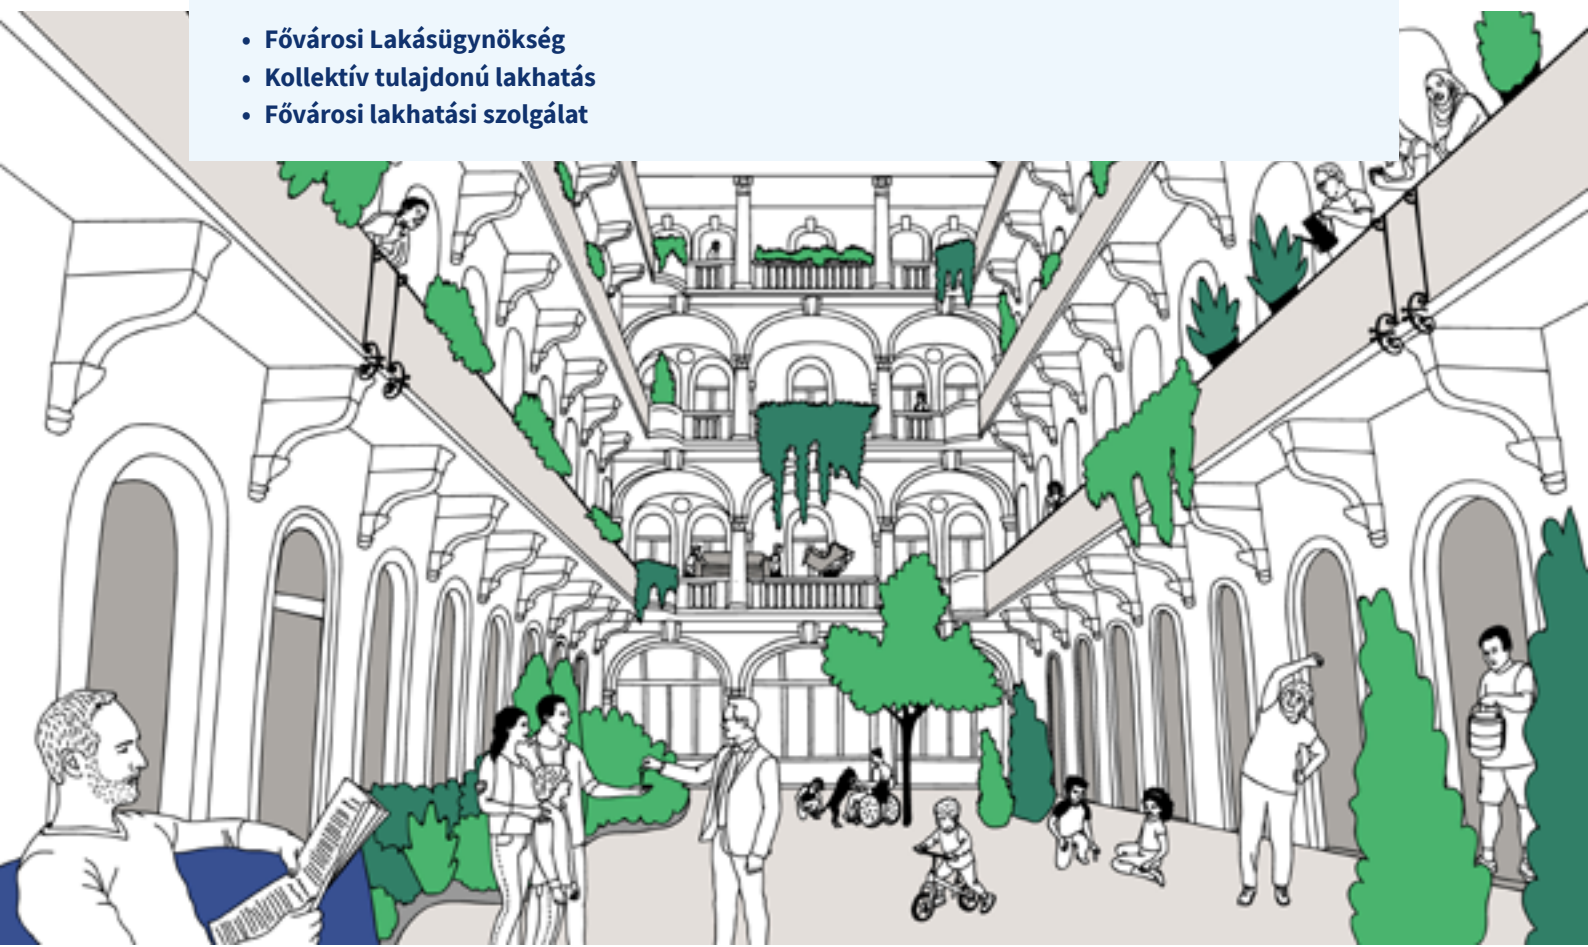 • Fővárosi Lakásügynökség
• Kollektív tulajdonú lakhatás
• Fővárosi lakhatási szolgálat